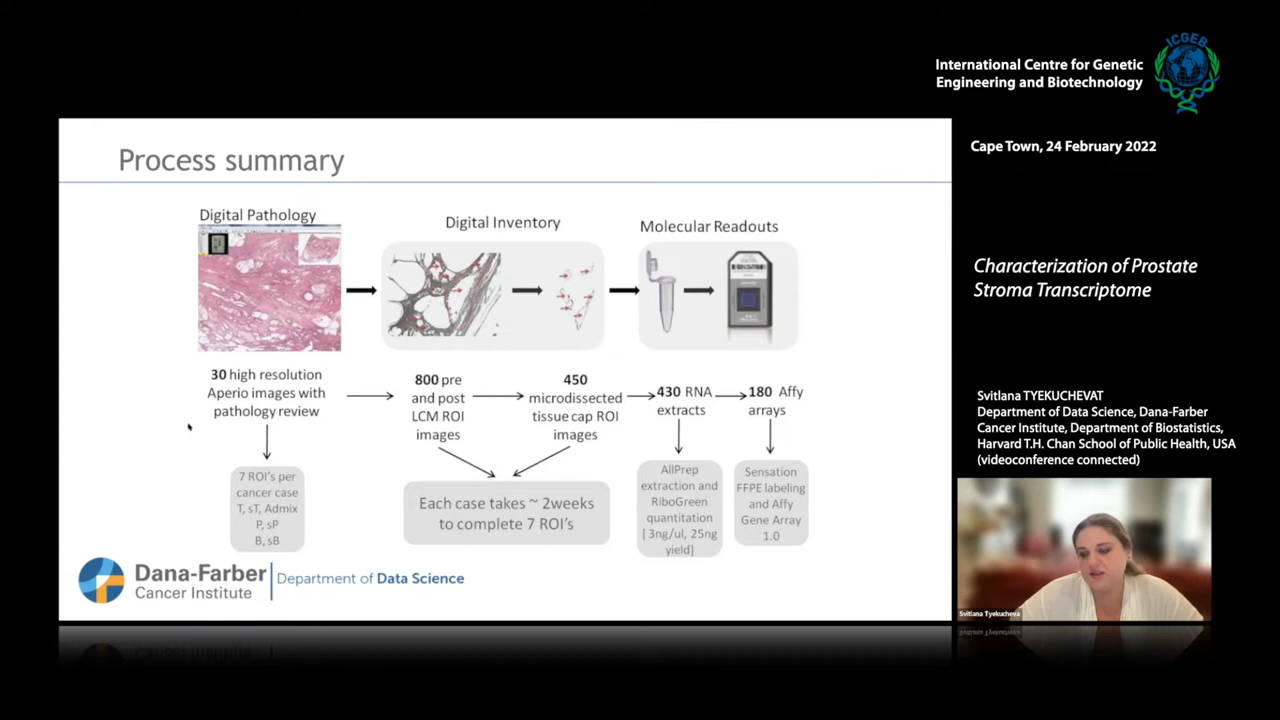 International Centre for Genetic
Engineering and Biotechnology
ICGEB
Cape Town, 24 February 2022
Characterization of Prostate
Stroma Transcriptome
Svitlana TYEKUCHEVAT
Department of Data Science, Dana-Farber
Cancer Institute, Department of Biostatistics,
Harvard T.H. Chan School of Public Health, USA
(videoconference connected)
Svitlana Tyekucheva
Process summary
Digital Pathology
Digital Inventory
Molecular Readouts
30 high resolution
Aperio images with
pathology review
800 pre
and post
LCM ROI
images
450
microdissected
tissue cap ROI
images
430 RNA
extracts
180 Affy
arrays
7 ROI's per
cancer case
T, sT, Admix
P, sP
B, sB
Each case takes ~ 2weeks
to complete 7 ROI's
AllPrep
extraction and
RiboGreen
quantitation
[ 3ng/ul, 25ng
yield]
Sensation
FFPE labeling
and Affy
Gene Array
1.0
Dana-Farber
Cancer Institute
Department of Data Science